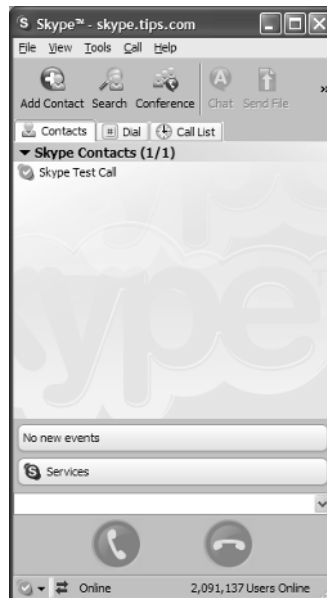 Skype™ - skype.tips.com
File View Tools Call Help
Add Contact Search Conference Chat Send File »
Contacts Dial Call List
Skype Contacts (1/1)
Skype Test Call
No new events
Services
Online 2,091,137 Users Online